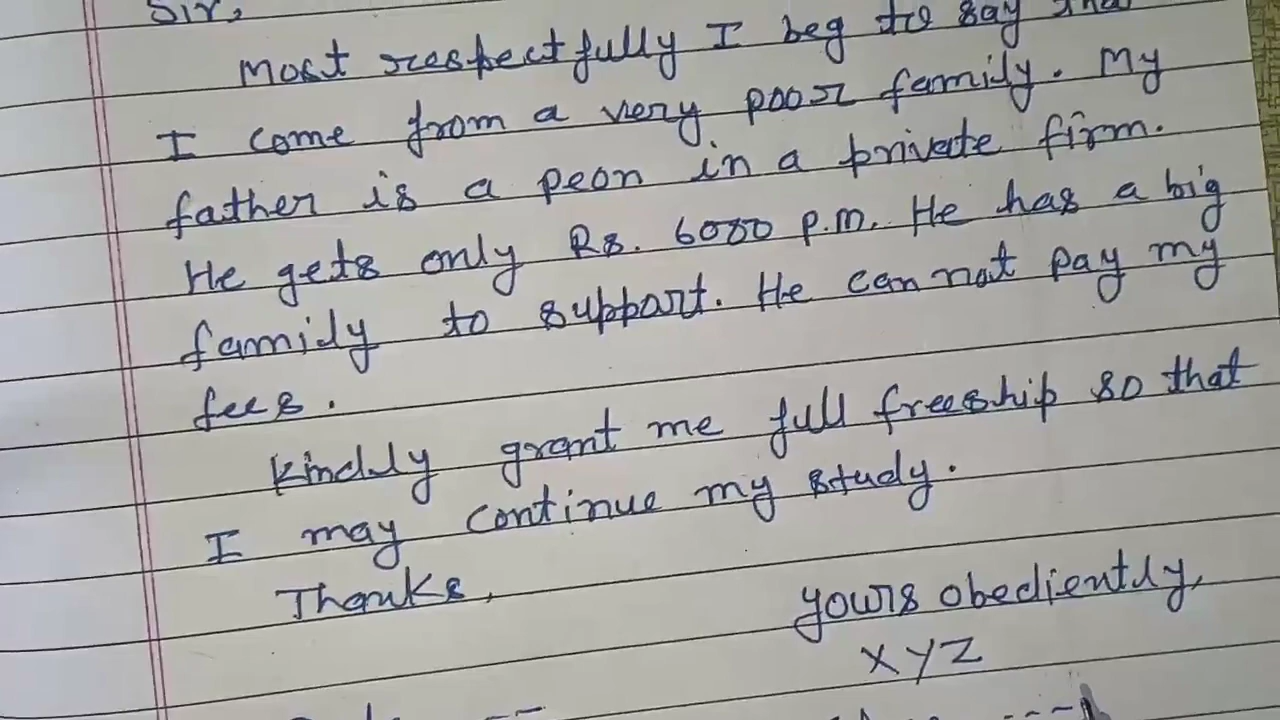 Sir,
Most respectfully I beg to say that
I come from a very poor family. My
father is a peon in a private firm.
He gets only Rs. 6000 p.m. He has a big
family to support. He can not pay my
fees.
Kindly grant me full freeship so that
I may continue my study.
Thanks,
yours obediently,
XYZ